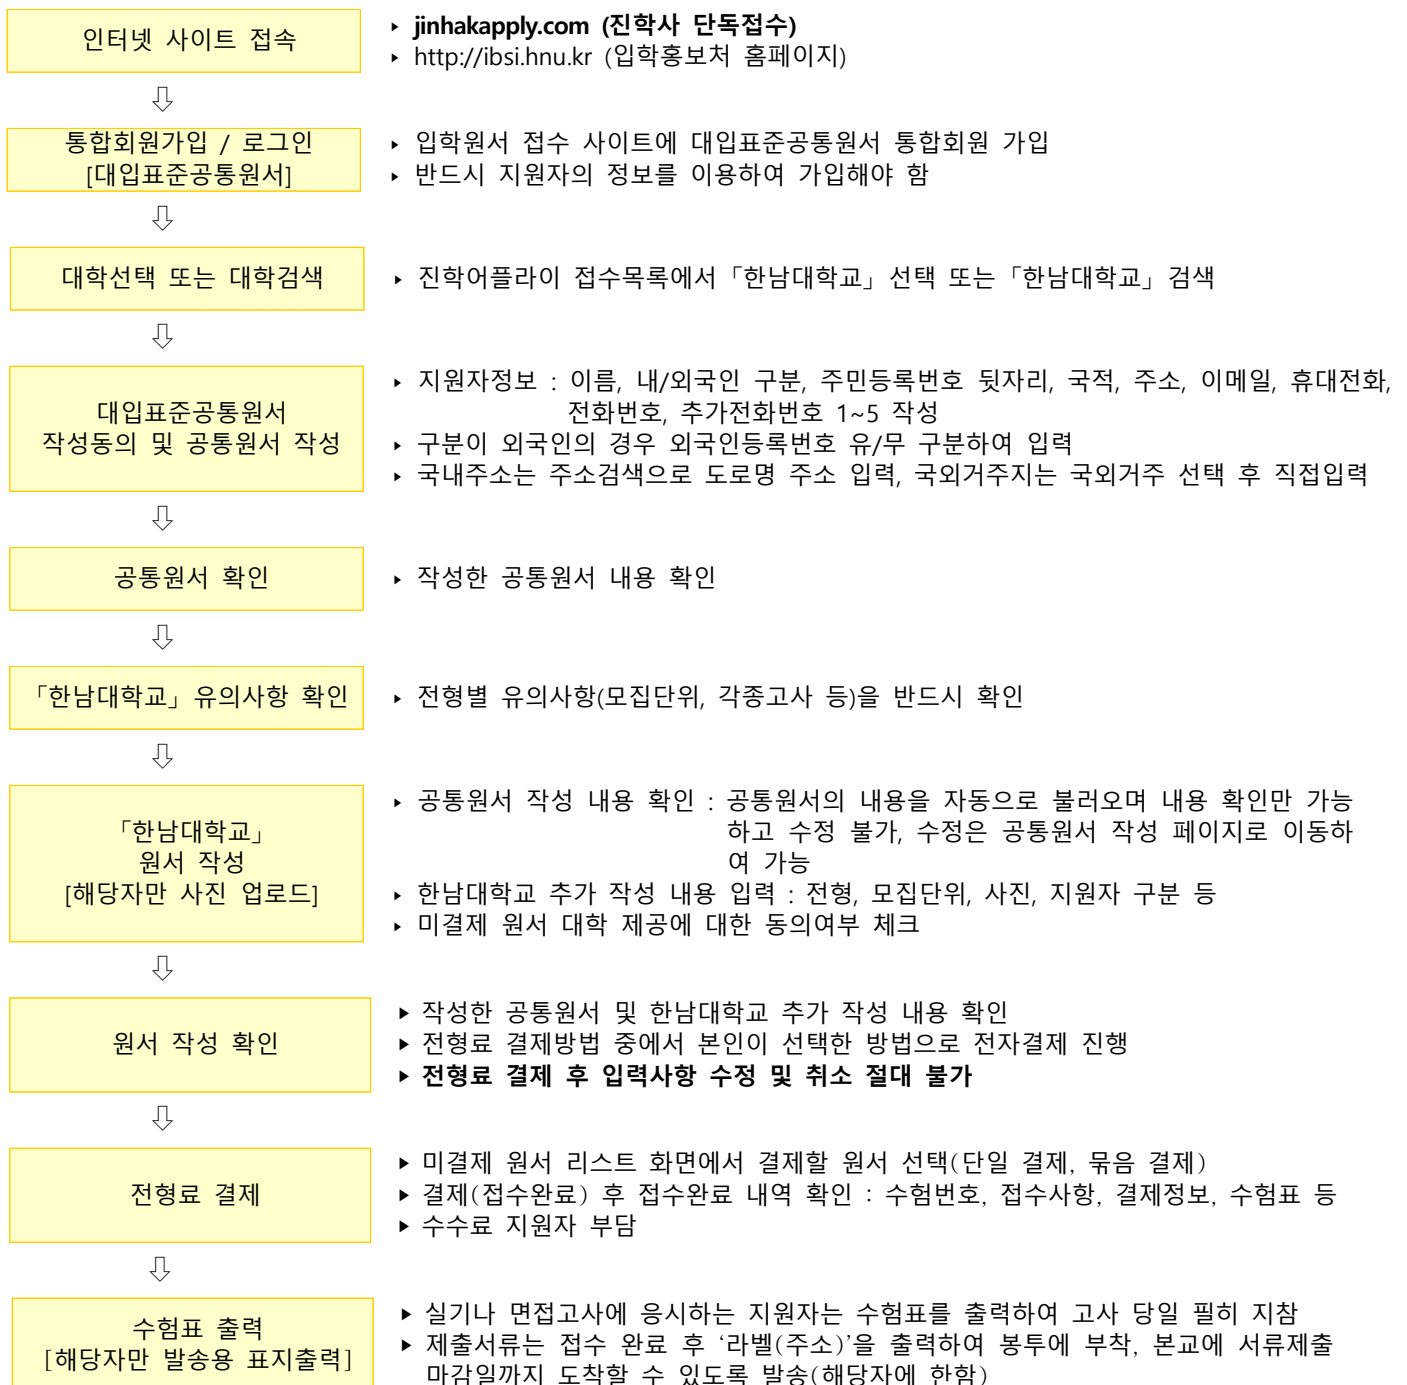 인터넷 사이트 접속
▸ jinhakapply.com (진학사 단독접수)
▸ http://ibsi.hnu.kr (입학홍보처 홈페이지)
⇩
통합회원가입 / 로그인
[대입표준공통원서]
▸ 입학원서 접수 사이트에 대입표준공통원서 통합회원 가입
▸ 반드시 지원자의 정보를 이용하여 가입해야 함
⇩
대학선택 또는 대학검색
▸ 진학어플라이 접수목록에서「한남대학교」선택 또는「한남대학교」검색
⇩
대입표준공통원서
작성동의 및 공통원서 작성
▸ 지원자정보 : 이름, 내/외국인 구분, 주민등록번호 뒷자리, 국적, 주소, 이메일, 휴대전화,
전화번호, 추가전화번호 1~5 작성
▸ 구분이 외국인의 경우 외국인등록번호 유/무 구분하여 입력
▸ 국내주소는 주소검색으로 도로명 주소 입력, 국외거주지는 국외거주 선택 후 직접입력
⇩
공통원서 확인
▸ 작성한 공통원서 내용 확인
⇩
「한남대학교」유의사항 확인
▸ 전형별 유의사항(모집단위, 각종고사 등)을 반드시 확인
⇩
「한남대학교」
원서 작성
[해당자만 사진 업로드]
▸ 공통원서 작성 내용 확인 : 공통원서의 내용을 자동으로 불러오며 내용 확인만 가능
하고 수정 불가, 수정은 공통원서 작성 페이지로 이동하
여 가능
▸ 한남대학교 추가 작성 내용 입력 : 전형, 모집단위, 사진, 지원자 구분 등
▸ 미결제 원서 대학 제공에 대한 동의여부 체크
⇩
원서 작성 확인
▸ 작성한 공통원서 및 한남대학교 추가 작성 내용 확인
▸ 전형료 결제방법 중에서 본인이 선택한 방법으로 전자결제 진행
▸ 전형료 결제 후 입력사항 수정 및 취소 절대 불가
⇩
전형료 결제
▸ 미결제 원서 리스트 화면에서 결제할 원서 선택(단일 결제, 묶음 결제)
▸ 결제(접수완료) 후 접수완료 내역 확인 : 수험번호, 접수사항, 결제정보, 수험표 등
▸ 수수료 지원자 부담
⇩
수험표 출력
[해당자만 발송용 표지출력]
▸ 실기나 면접고사에 응시하는 지원자는 수험표를 출력하여 고사 당일 필히 지참
▸ 제출서류는 접수 완료 후 ‘라벨(주소)’을 출력하여 봉투에 부착, 본교에 서류제출
마감일까지 도착할 수 있도록 발송(해당자에 한함)